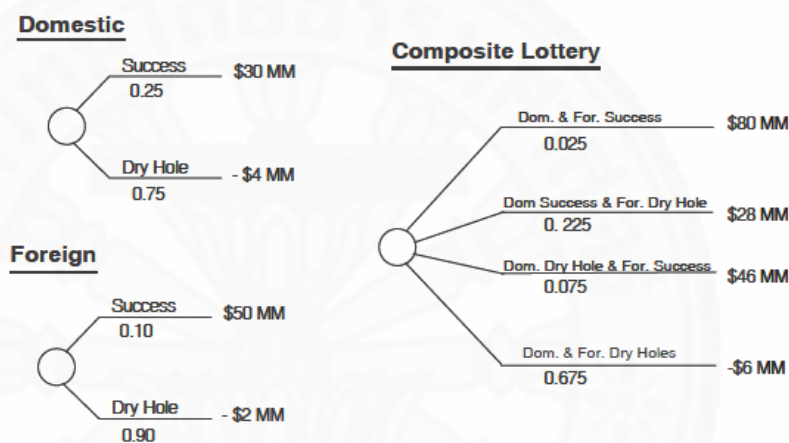 Domestic
Success
0.25
$30 MM
Dry Hole
0.75
- $4 MM
Foreign
Success
0.10
$50 MM
Dry Hole
0.90
- $2 MM
Composite Lottery
Dom. & For. Success
0.025
$80 MM
Dom Success & For. Dry Hole
0. 225
$28 MM
Dom. Dry Hole & For. Success
0.075
$46 MM
Dom. & For. Dry Holes
0.675
-$6 MM